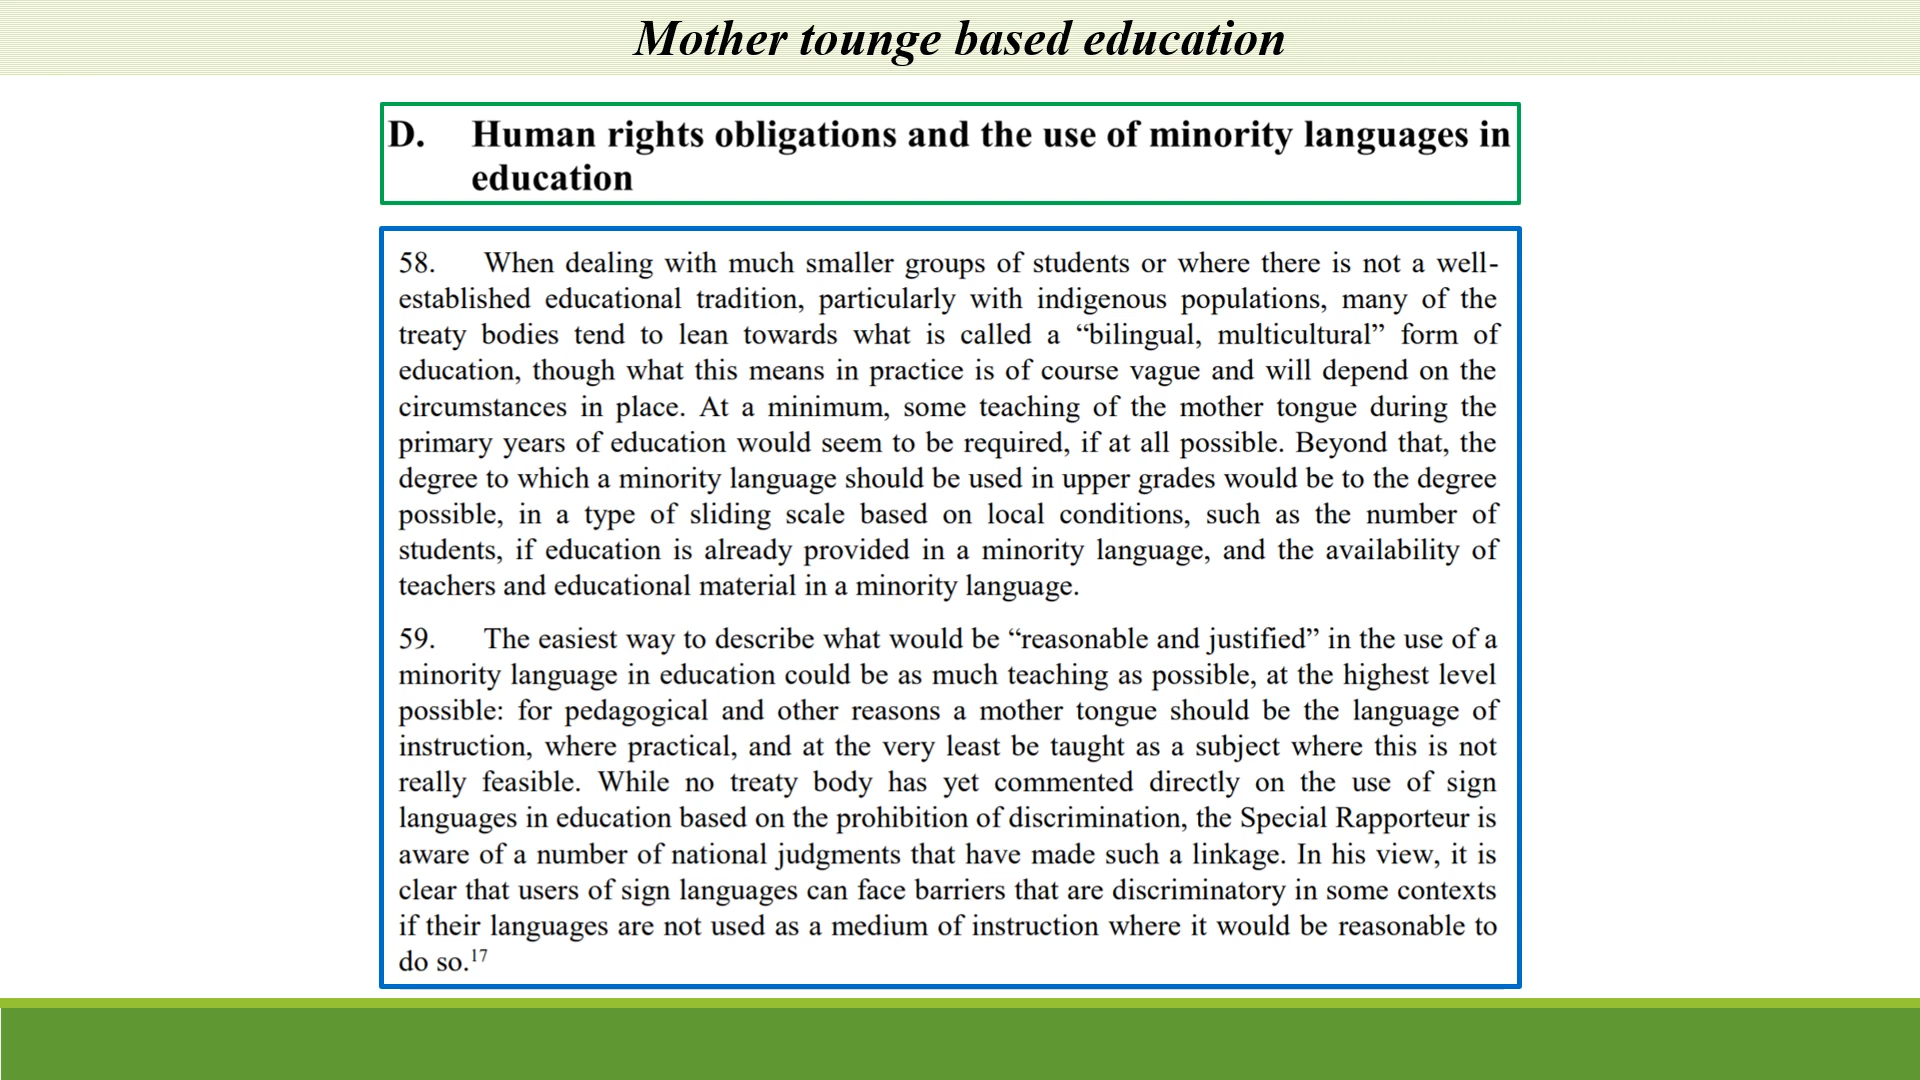 Mother tounge based education
D. Human rights obligations and the use of minority languages in
education
58. When dealing with much smaller groups of students or where there is not a well-
established educational tradition, particularly with indigenous populations, many of the
treaty bodies tend to lean towards what is called a “bilingual, multicultural” form of
education, though what this means in practice is of course vague and will depend on the
circumstances in place. At a minimum, some teaching of the mother tongue during the
primary years of education would seem to be required, if at all possible. Beyond that, the
degree to which a minority language should be used in upper grades would be to the degree
possible, in a type of sliding scale based on local conditions, such as the number of
students, if education is already provided in a minority language, and the availability of
teachers and educational material in a minority language.
59. The easiest way to describe what would be “reasonable and justified” in the use of a
minority language in education could be as much teaching as possible, at the highest level
possible: for pedagogical and other reasons a mother tongue should be the language of
instruction, where practical, and at the very least be taught as a subject where this is not
really feasible. While no treaty body has yet commented directly on the use of sign
languages in education based on the prohibition of discrimination, the Special Rapporteur is
aware of a number of national judgments that have made such a linkage. In his view, it is
clear that users of sign languages can face barriers that are discriminatory in some contexts
if their languages are not used as a medium of instruction where it would be reasonable to
do so.17